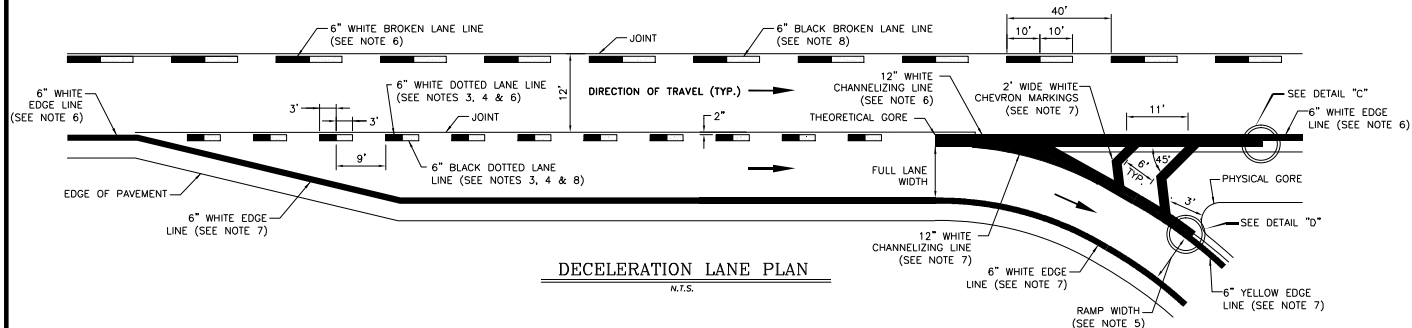 40'
6" WHITE BROKEN LANE LINE
(SEE NOTE 6)
JOINT
6" BLACK BROKEN LANE LINE
(SEE NOTE 8)
10'
10'
6" WHITE
EDGE LINE
(SEE NOTE 6)
3'
3'
6" WHITE DOTTED LANE LINE
(SEE NOTES 3, 4 & 6)
12'
DIRECTION OF TRAVEL (TYP.)
12" WHITE
CHANNELIZING LINE
(SEE NOTE 6)
2' WIDE WHITE
CHEVRON MARKINGS
(SEE NOTE 7)
11'
SEE DETAIL "C"
6" WHITE EDGE
LINE (SEE NOTE 6)
JOINT
THEORETICAL GORE
2"
9'
6" BLACK DOTTED LANE
LINE (SEE NOTES 3, 4 & 8)
FULL LANE
WIDTH
6'
TYP.
45°
PHYSICAL GORE
3'
SEE DETAIL "D"
EDGE OF PAVEMENT
6" WHITE EDGE
LINE (SEE NOTE 7)
12" WHITE
CHANNELIZING LINE
(SEE NOTE 7)
6" WHITE EDGE
LINE (SEE NOTE 7)
DECELERATION LANE PLAN
N.T.S.
RAMP WIDTH
(SEE NOTE 5)
6" YELLOW EDGE
LINE (SEE NOTE 7)